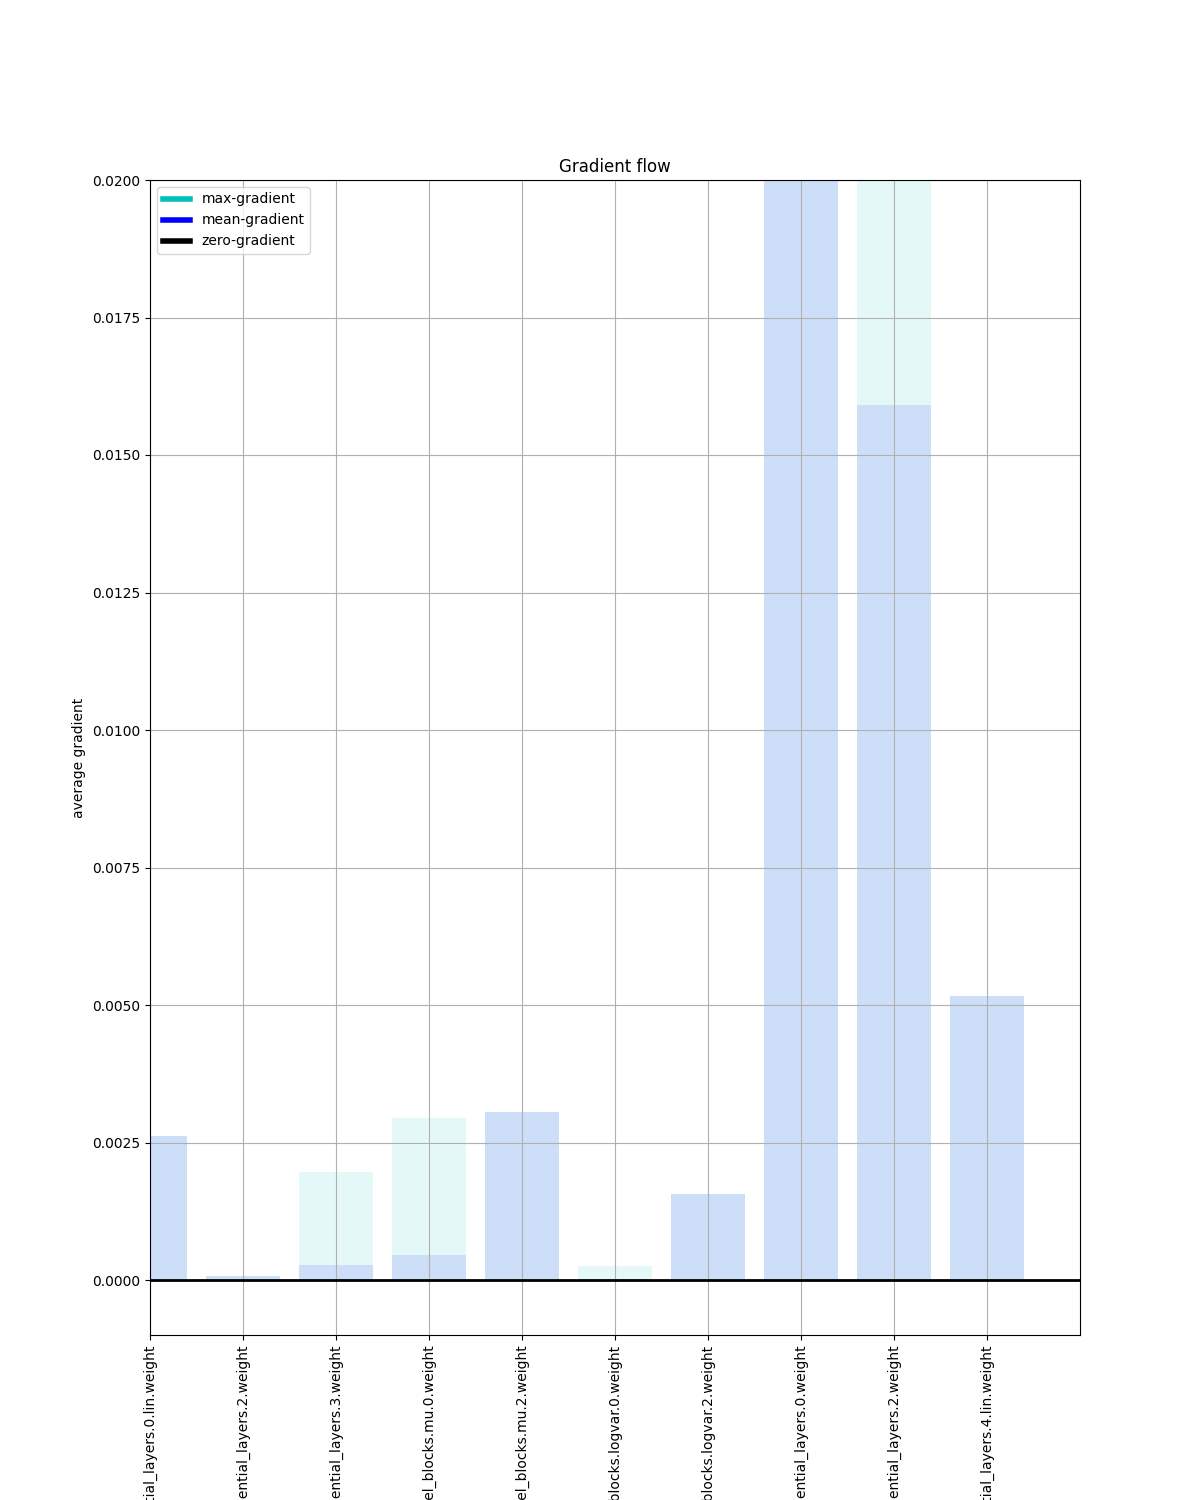 Gradient flow
max-gradient
mean-gradient
zero-gradient
0.0200
0.0175
0.0150
0.0125
0.0100
0.0075
0.0050
0.0025
0.0000
average gradient
tial_layers.0.lin.weight
ential_layers.2.weight
ential_layers.3.weight
el_blocks.mu.0.weight
el_blocks.mu.2.weight
blocks.logvar.0.weight
blocks.logvar.2.weight
ential_layers.0.weight
ential_layers.2.weight
tial_layers.4.lin.weight